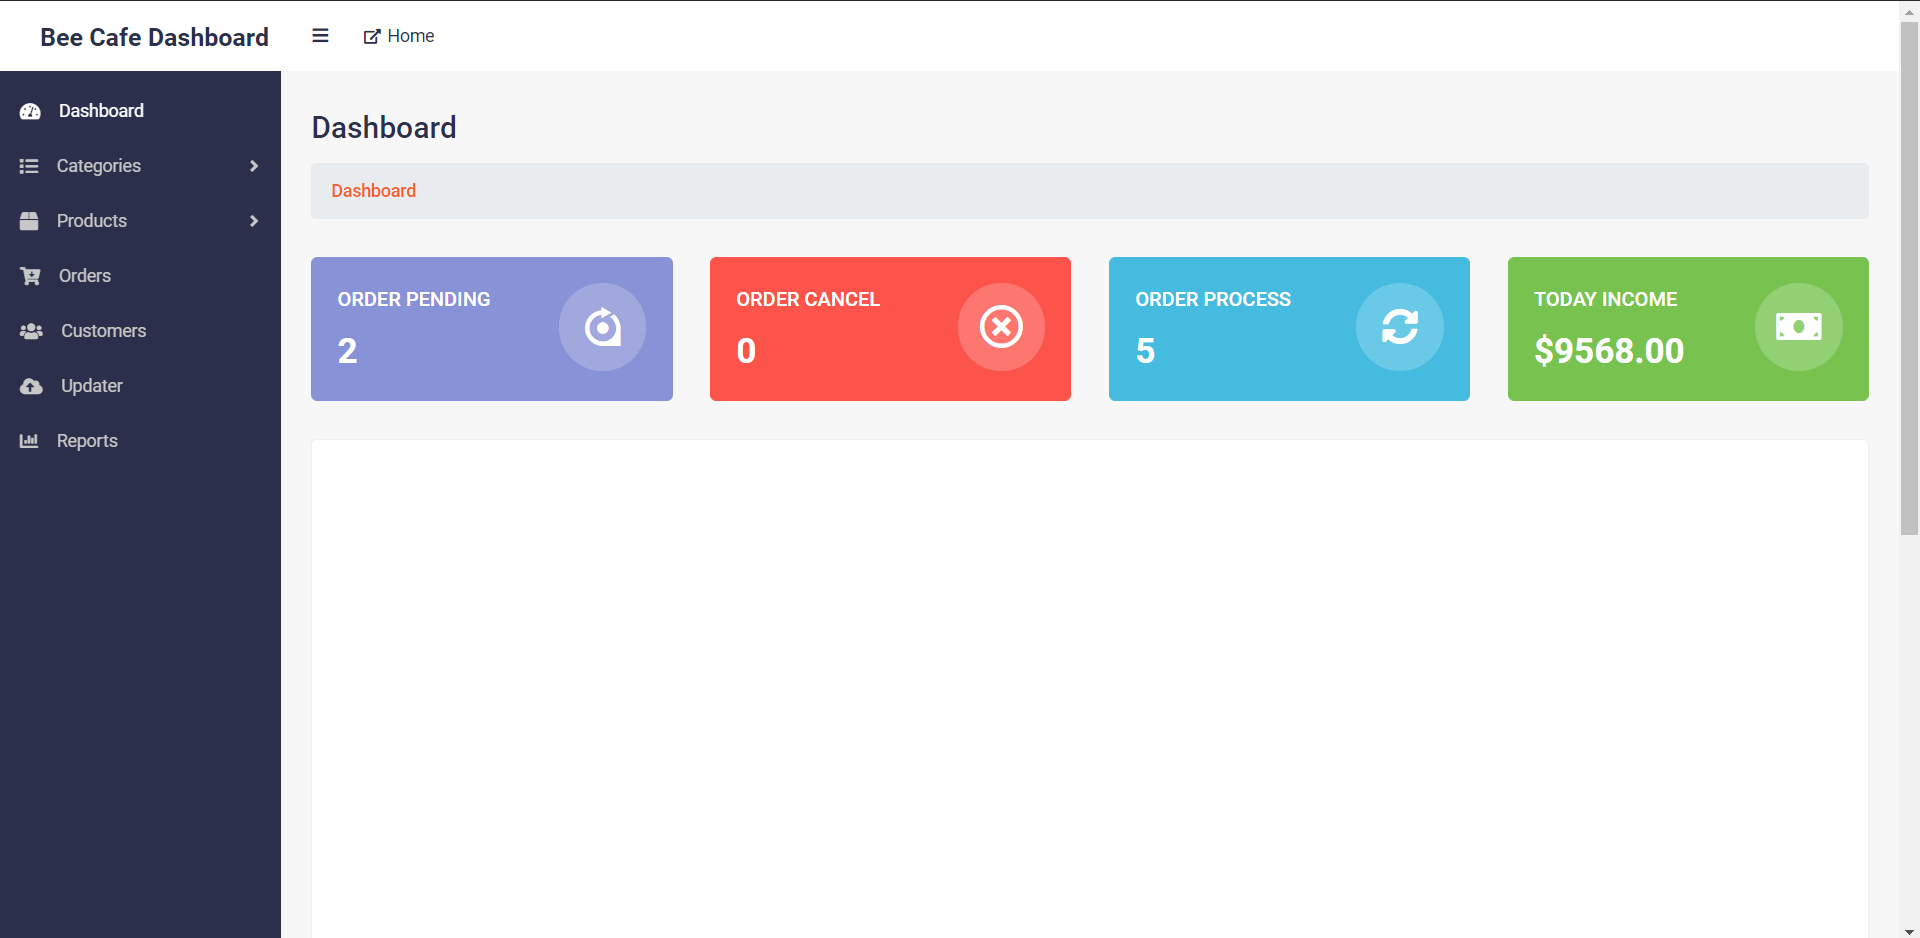 Bee Cafe Dashboard
Home
Dashboard
Categories
Products
Orders
Customers
Updater
Reports
Dashboard
Dashboard
ORDER PENDING
2
ORDER CANCEL
0
ORDER PROCESS
5
TODAY INCOME
$9568.00